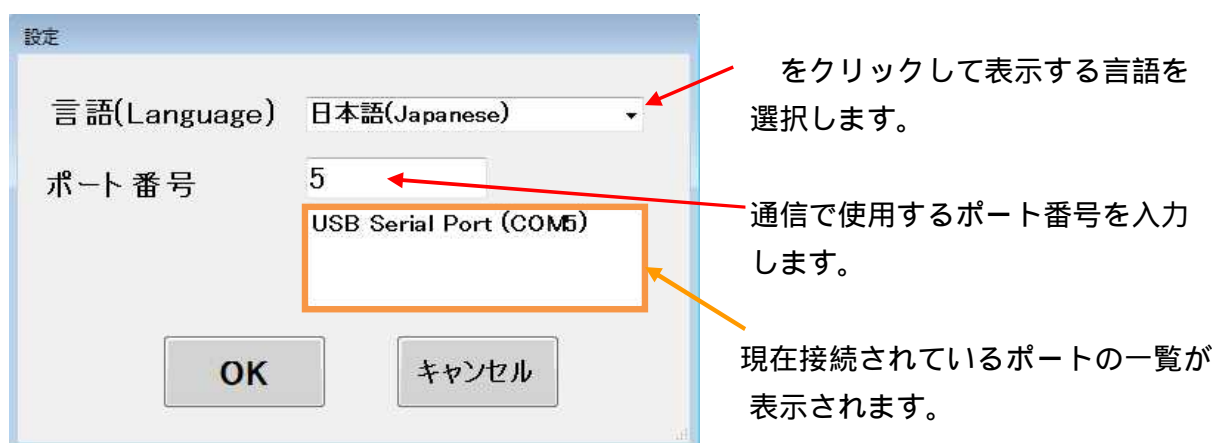 設定
言語(Language)
日本語(Japanese)
をクリックして表示する言語を
選択します。
ポート番号
5
USB Serial Port (COM5)
通信で使用するポート番号を入力
します。
OK
キャンセル
現在接続されているポートの一覧が
表示されます。